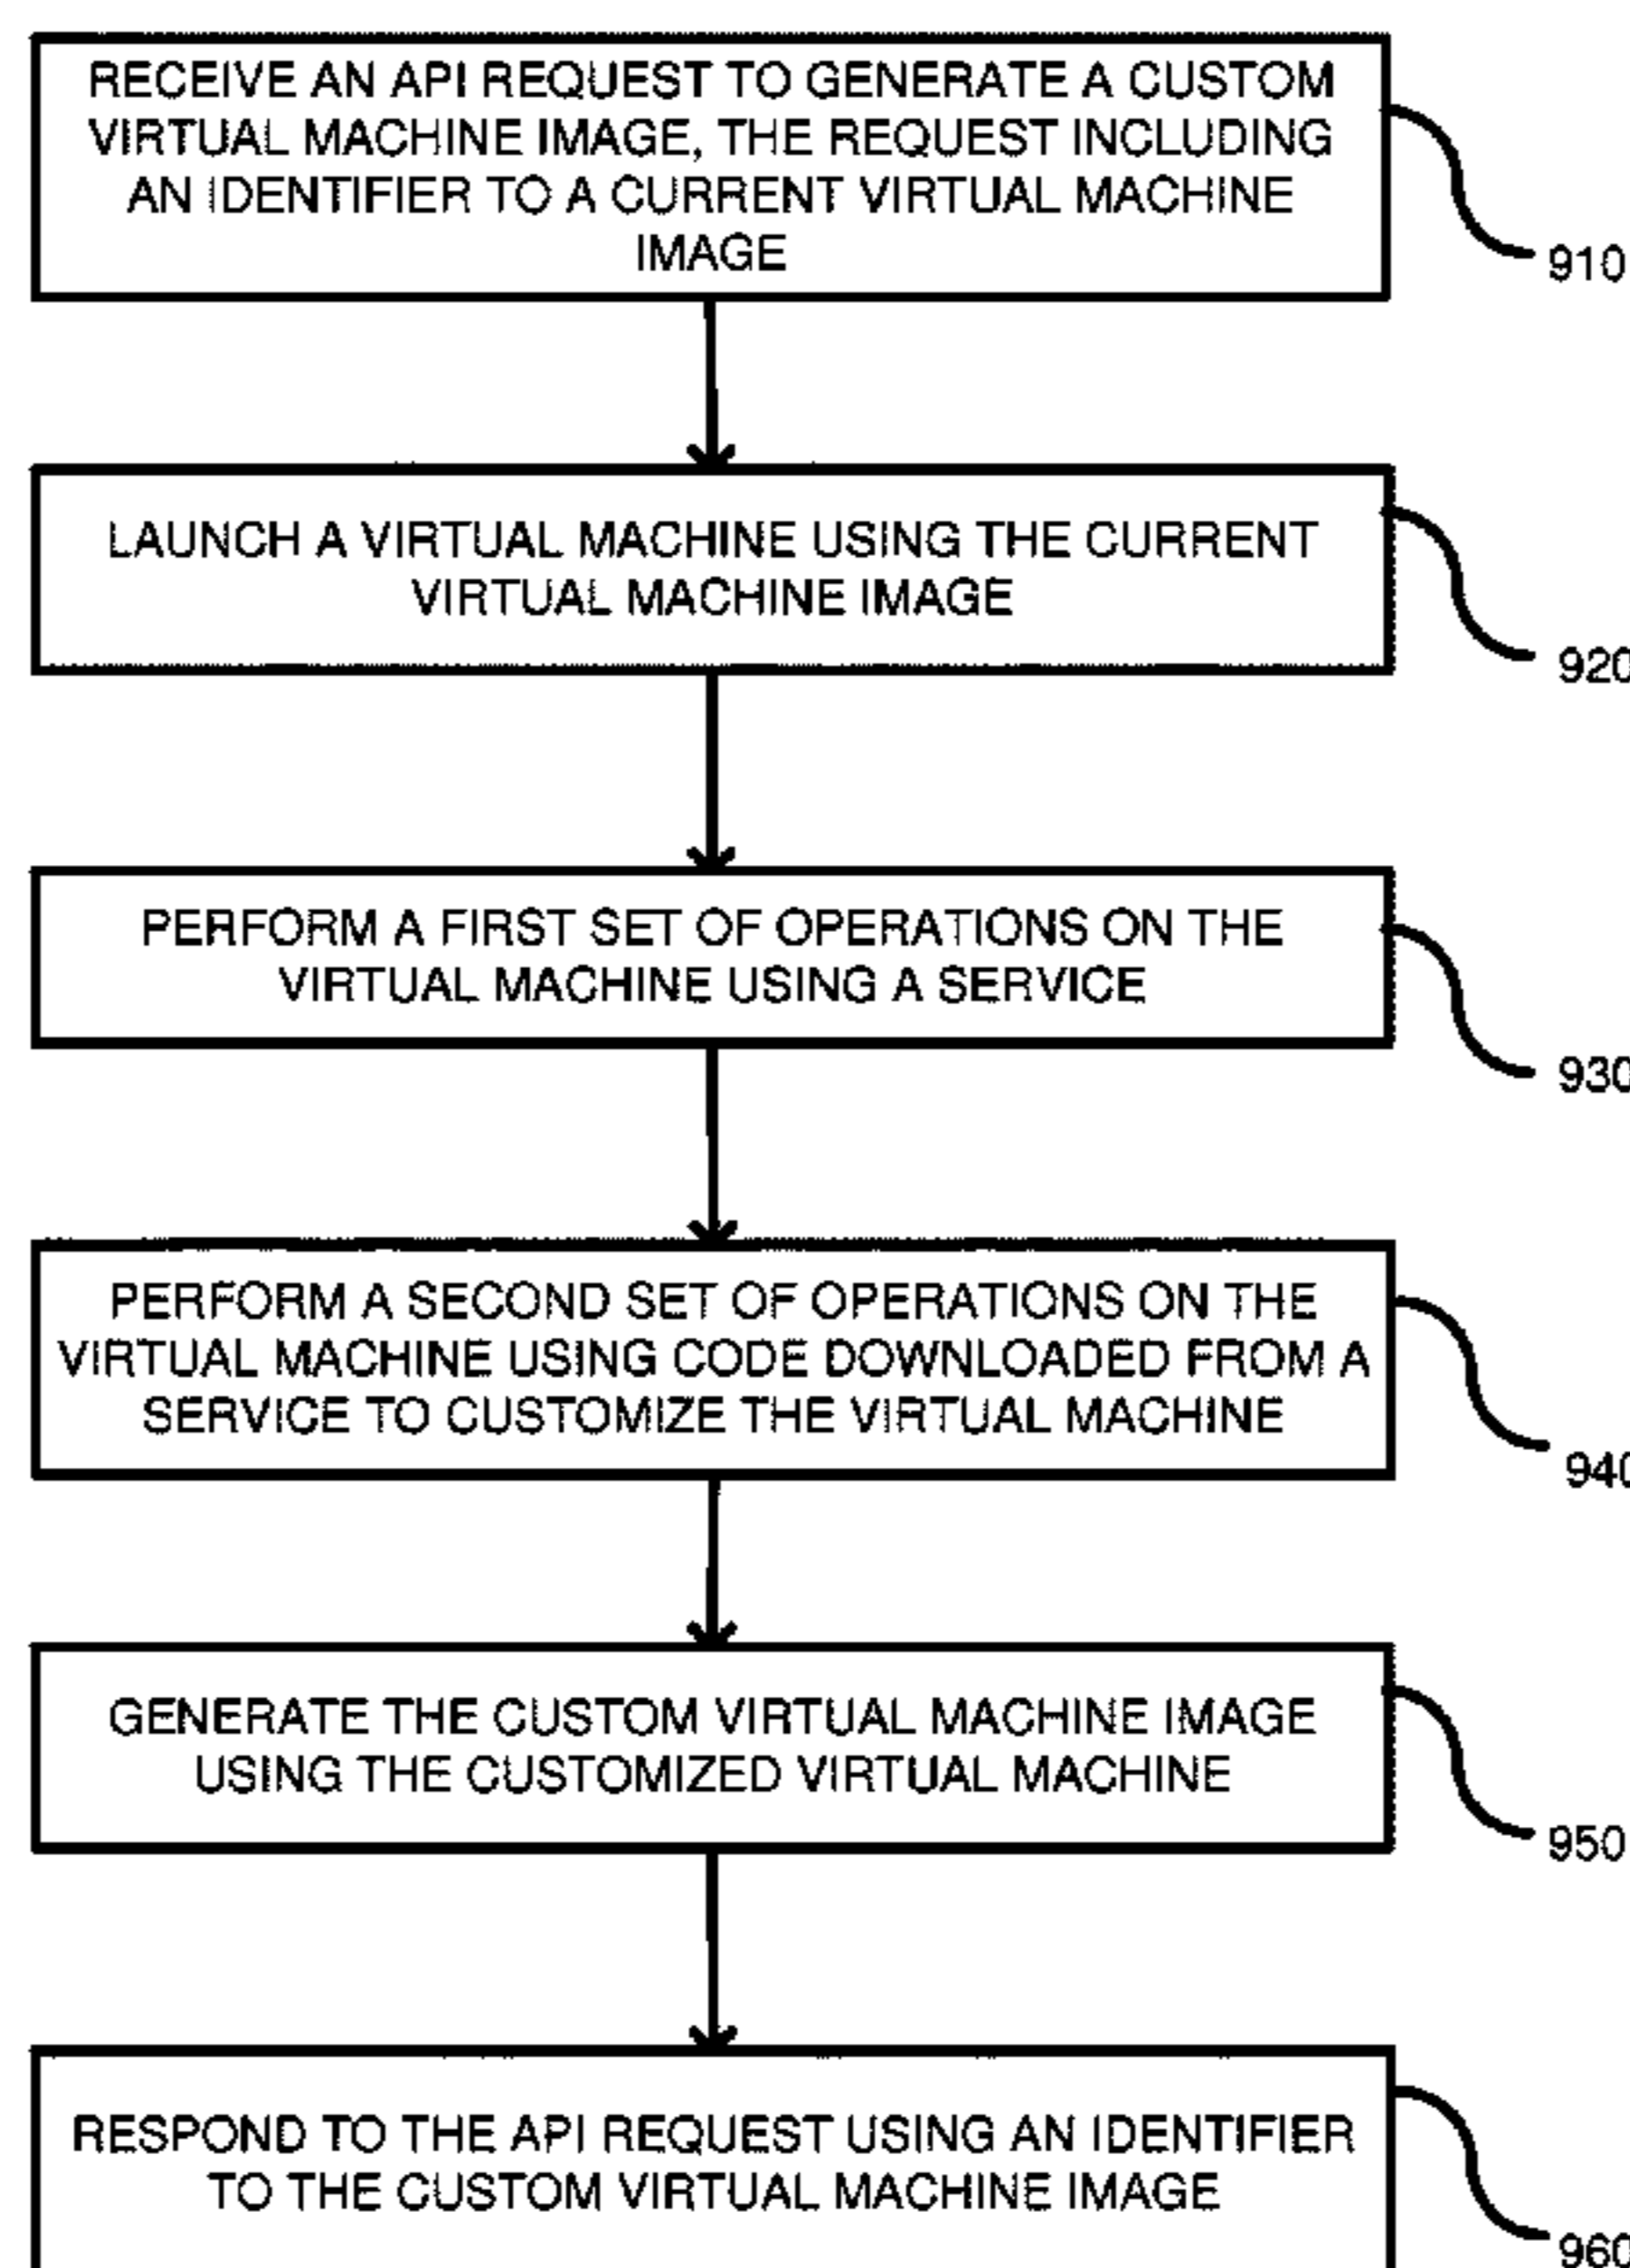 RECEIVE AN API REQUEST TO GENERATE A CUSTOM
VIRTUAL MACHINE IMAGE, THE REQUEST INCLUDING
AN IDENTIFIER TO A CURRENT VIRTUAL MACHINE
IMAGE
910
LAUNCH A VIRTUAL MACHINE USING THE CURRENT
VIRTUAL MACHINE IMAGE
920
PERFORM A FIRST SET OF OPERATIONS ON THE
VIRTUAL MACHINE USING A SERVICE
930
PERFORM A SECOND SET OF OPERATIONS ON THE
VIRTUAL MACHINE USING CODE DOWNLOADED FROM A
SERVICE TO CUSTOMIZE THE VIRTUAL MACHINE
940
GENERATE THE CUSTOM VIRTUAL MACHINE IMAGE
USING THE CUSTOMIZED VIRTUAL MACHINE
950
RESPOND TO THE API REQUEST USING AN IDENTIFIER
TO THE CUSTOM VIRTUAL MACHINE IMAGE
960